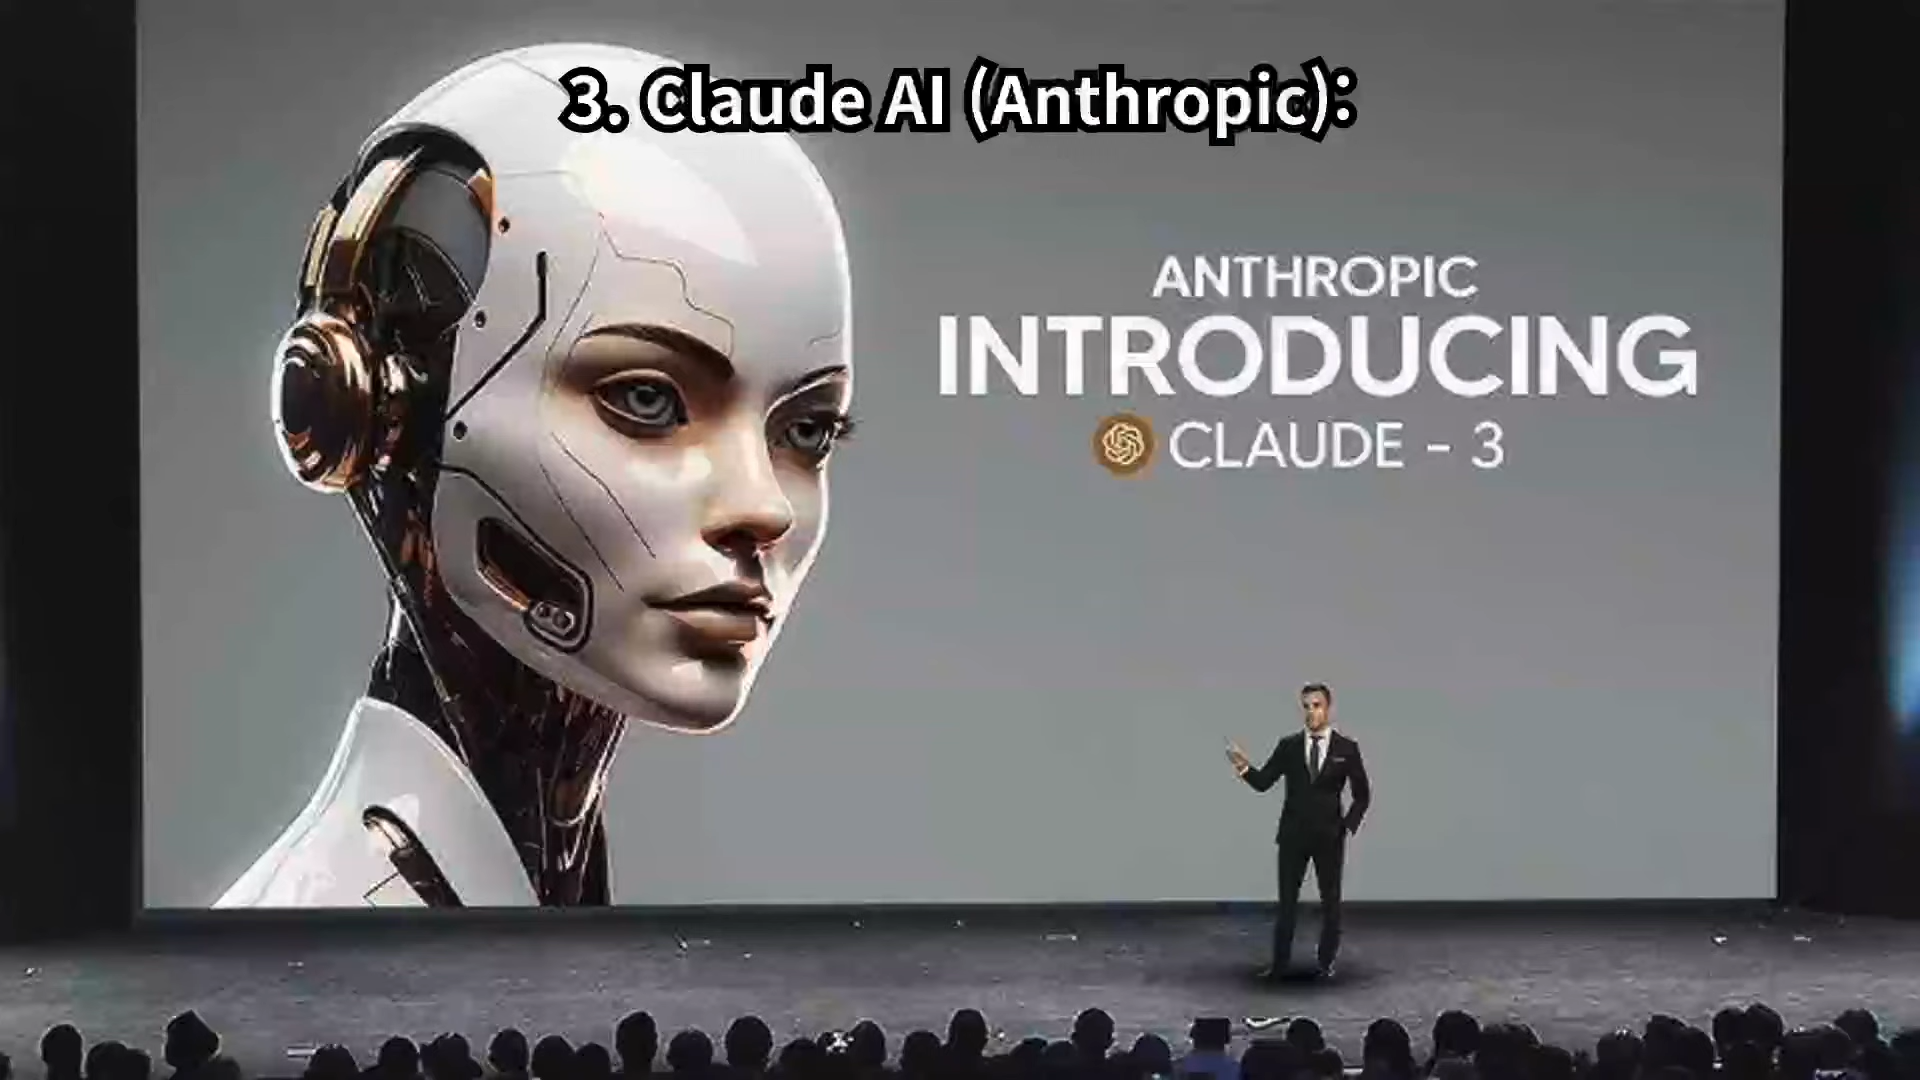 3. Claude AI (Anthropic):
ANTHROPIC
INTRODUCING
CLAUDE - 3